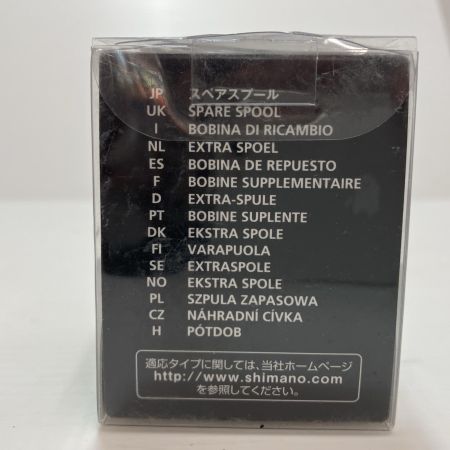 JP スペアスプール
UK SPARE SPOOL
I BOBINA DI RICAMBIO
NL EXTRA SPOEL
ES BOBINA DE REPUESTO
F BOBINE SUPPLEMENTAIRE
D EXTRA-SPULE
PT BOBINE SUPLENTE
DK EKSTRA SPOLE
FI VARAPUOLA
SE EXTRASPOLE
NO EKSTRA SPOLE
PL SZPULA ZAPASOWA
CZ NÁHRADNÍ CÍVKA
H PÓTDOB
適応タイプに関しては、当社ホームページ
http://www.shimano.com
を参照してください。